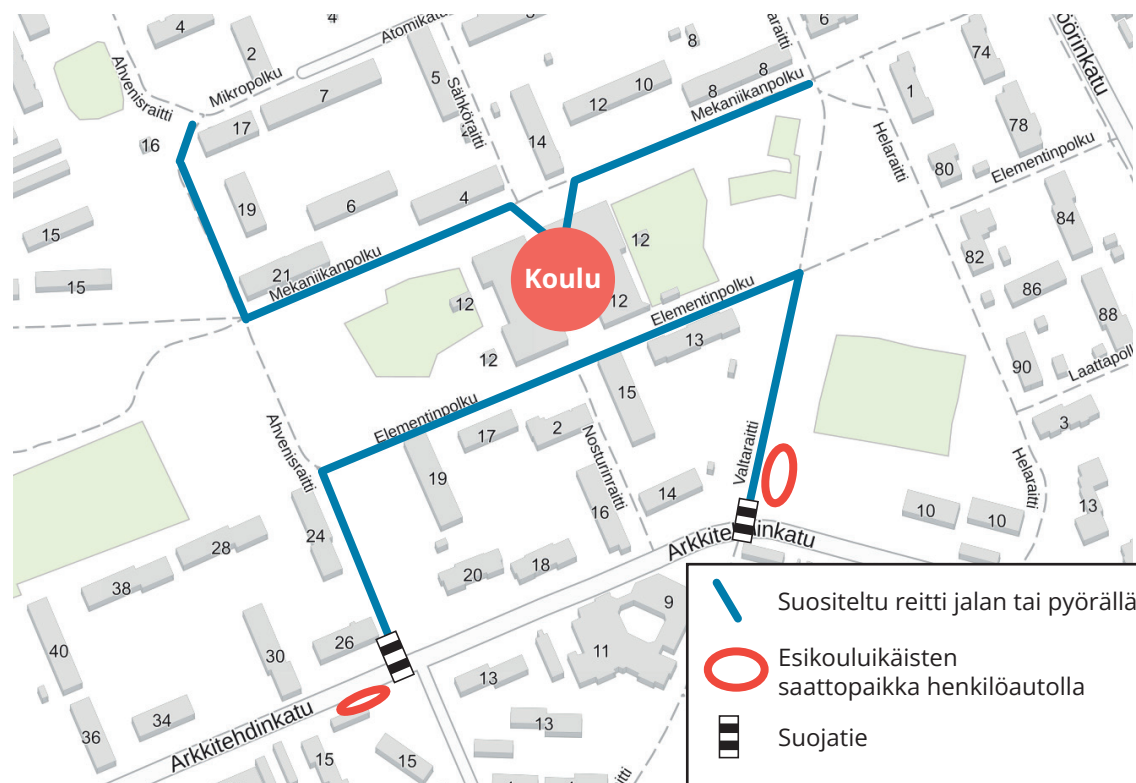 4
4
8
6
74
öörinkatu
2
Atomikatu
Mikropolku
Ahvenisraitti
5
8
8
10
12
8
Mekaniikanpolku
1
7
Sähköraitti
78
17
14
16
Helaraitti
Elementinpolku
80
19
6
4
15
84
12
82
21
15
Mekaniikanpolku
Koulu
86
12
12
Elementinpolku
88
13
12
90
Laattapoll
15
Elementinpolku
2
17
3
Ahvenisraitti
Nosturinraitti
Valtaraitti
Helaraitti
19
14
13
16
10
10
24
Arkkitehdinkatu
28
18
20
38
9
26
11
40
30
13
34
36
13
Arkkitehdinkatu
15
15
Suositeltu reitti jalan tai pyörällä
Esikouluikäisten
saattopaikka henkilöautolla
Suojatie